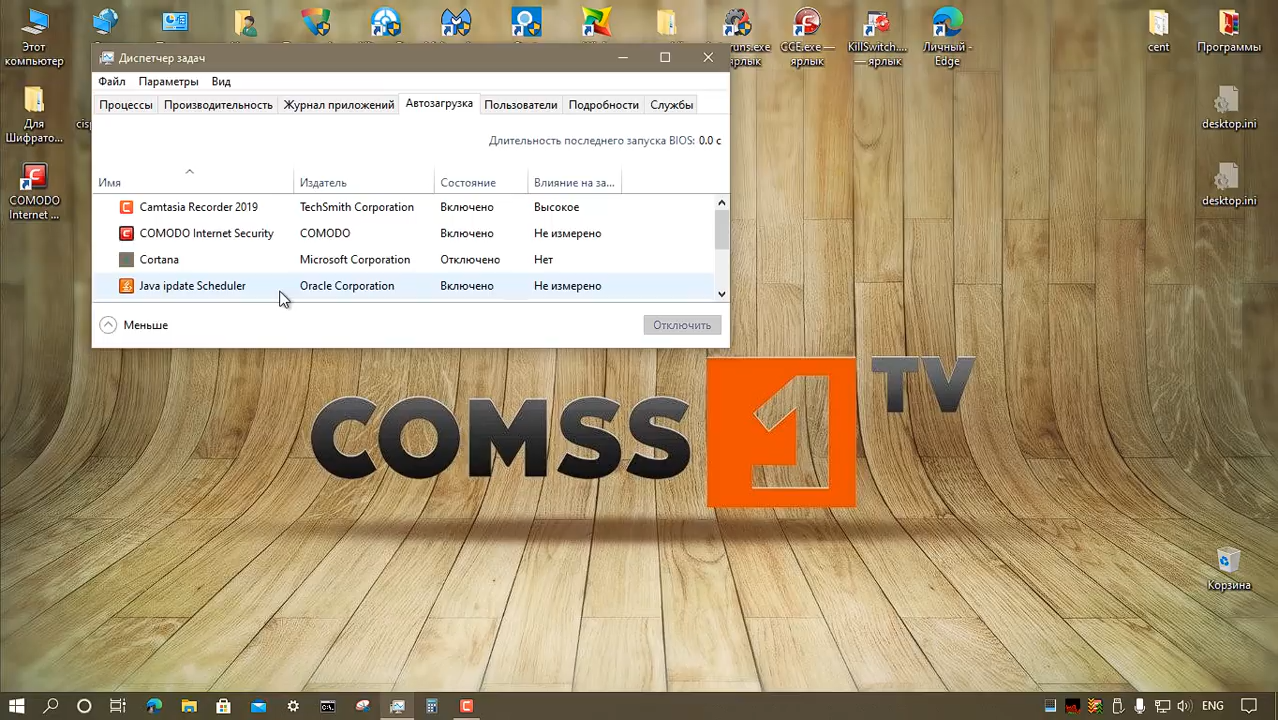 Этот
компьютер
uns.exe
ярлык
CCE.exe —
ярлык
KillSwitch....
— ярлык
Личный -
Edge
cent
Программы
Для
Шифрато...
COMODO
Internet ...
desktop.ini
desktop.ini
Корзина
Диспетчер задач
Файл Параметры Вид
Процессы Производительность Журнал приложений Автозагрузка Пользователи Подробности Службы
Длительность последнего запуска BIOS: 0.0 с
Имя Издатель Состояние Влияние на за...
Camtasia Recorder 2019 TechSmith Corporation Включено Высокое
COMODO Internet Security COMODO Включено Не измерено
Cortana Microsoft Corporation Отключено Нет
Java ipdate Scheduler Oracle Corporation Включено Не измерено
Меньше Отключить
COMSS 1 TV
ENG